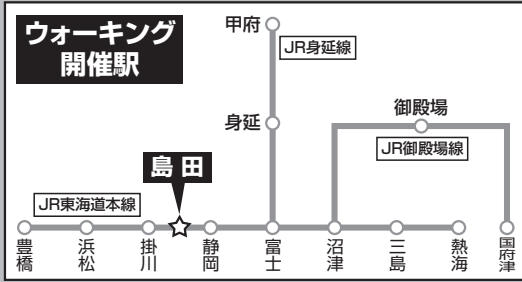 ウォーキング
開催駅
甲府
JR身延線
身延
御殿場
JR御殿場線
島田
JR東海道本線
豊橋
浜松
掛川
静岡
富士
沼津
三島
熱海
国府津